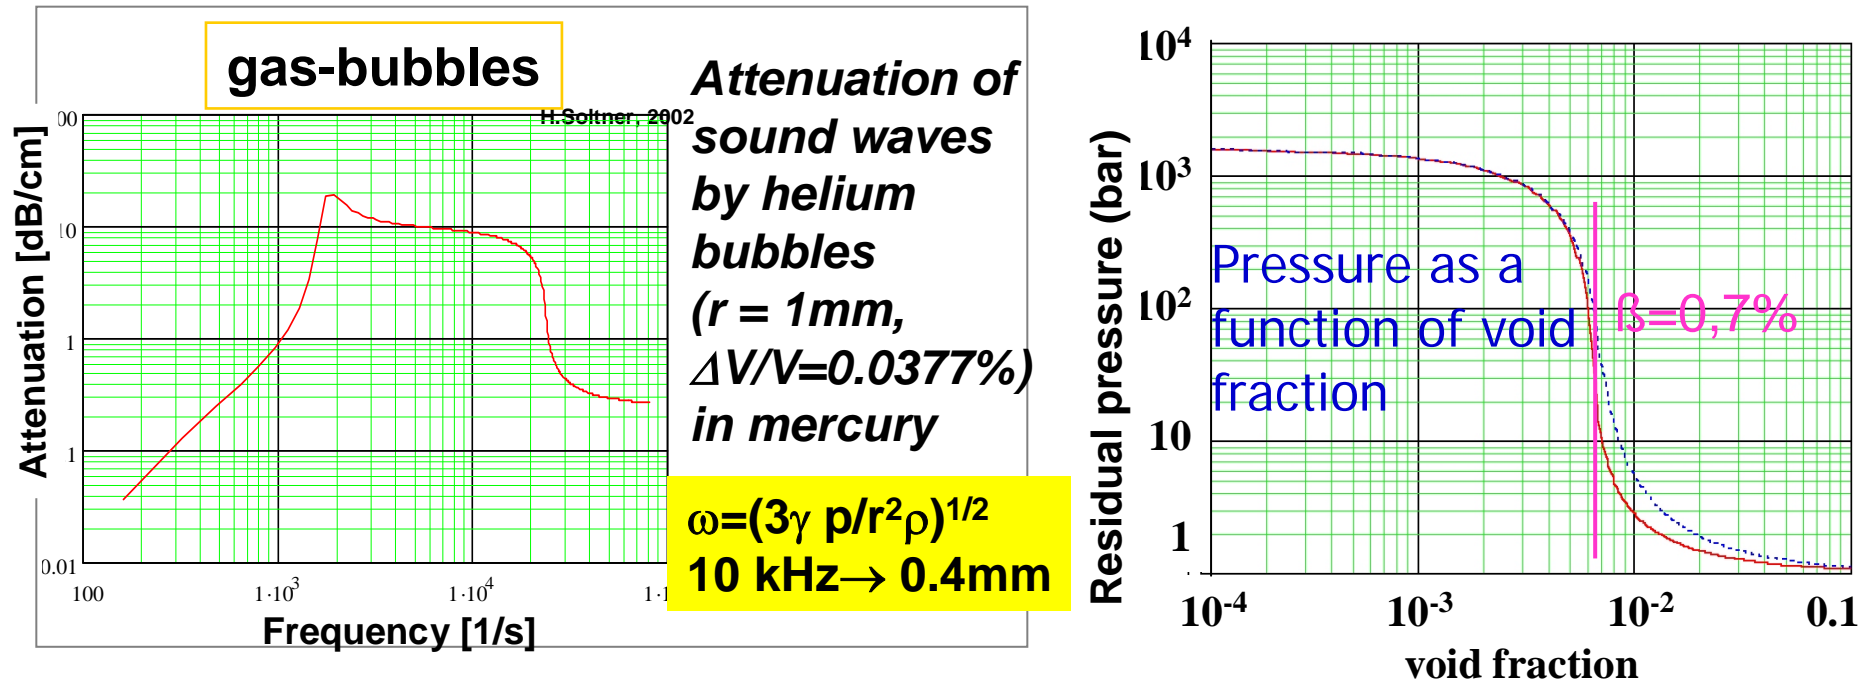 gas-bubbles
H.Soltner, 2002
Attenuation [dB/cm]
00
10
1
1
0.01
100
1·10³
1·10⁴
1·1
Frequency [1/s]
Attenuation of
sound waves
by helium
bubbles
(r = 1mm,
ΔV/V=0.0377%)
in mercury
ω=(3γ p/r²ρ)¹/²
10 kHz→ 0.4mm
Residual pressure (bar)
10⁴
10³
10²
10
1
Pressure as a
function of void
fraction
ß=0,7%
10⁻⁴
10⁻³
10⁻²
0.1
void fraction